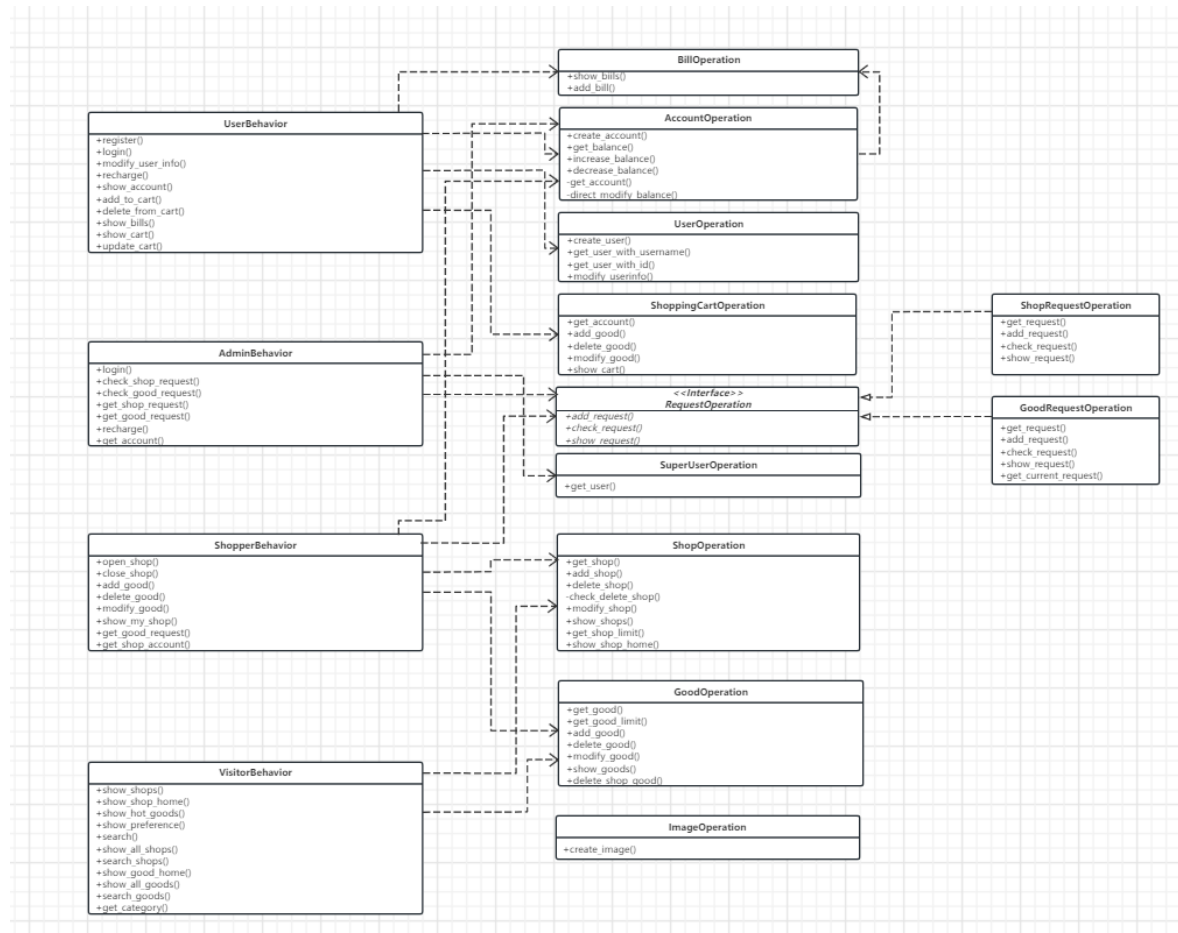 BillOperation
+show_biils()
+add_bill()
UserBehavior
+register()
+login()
+modify_user_info()
+recharge()
+show_account()
+add_to_cart()
+delete_from_cart()
+show_bills()
+show_cart()
+update_cart()
AccountOperation
+create_account()
+get_balance()
+increase_balance()
+decrease_balance()
-get_account()
-direct_modify_balance()
UserOperation
+create_user()
+get_user_with_username()
+get_user_with_id()
+modify_userinfo()
ShoppingCartOperation
+get_account()
+add_good()
+delete_good()
+modify_good()
+show_cart()
ShopRequestOperation
+get_request()
+add_request()
+check_request()
+show_request()
AdminBehavior
+login()
+check_shop_request()
+check_good_request()
+get_shop_request()
+get_good_request()
+recharge()
+get_account()
<<Interface>>
RequestOperation
+add_request()
+check_request()
+show_request()
GoodRequestOperation
+get_request()
+add_request()
+check_request()
+show_request()
+get_current_request()
SuperUserOperation
+get_user()
ShopperBehavior
+open_shop()
+close_shop()
+add_good()
+delete_good()
+modify_good()
+show_my_shop()
+get_good_request()
+get_shop_account()
ShopOperation
+get_shop()
+add_shop()
+delete_shop()
-check_delete_shop()
+modify_shop()
+show_shops()
+get_shop_limit()
+show_shop_home()
GoodOperation
+get_good()
+get_good_limit()
+add_good()
+delete_good()
+modify_good()
+show_goods()
+delete_shop_good()
VisitorBehavior
+show_shops()
+show_shop_home()
+show_hot_goods()
+show_preference()
+search()
+show_all_shops()
+search_shops()
+show_good_home()
+show_all_goods()
+search_goods()
+get_category()
ImageOperation
+create_image()